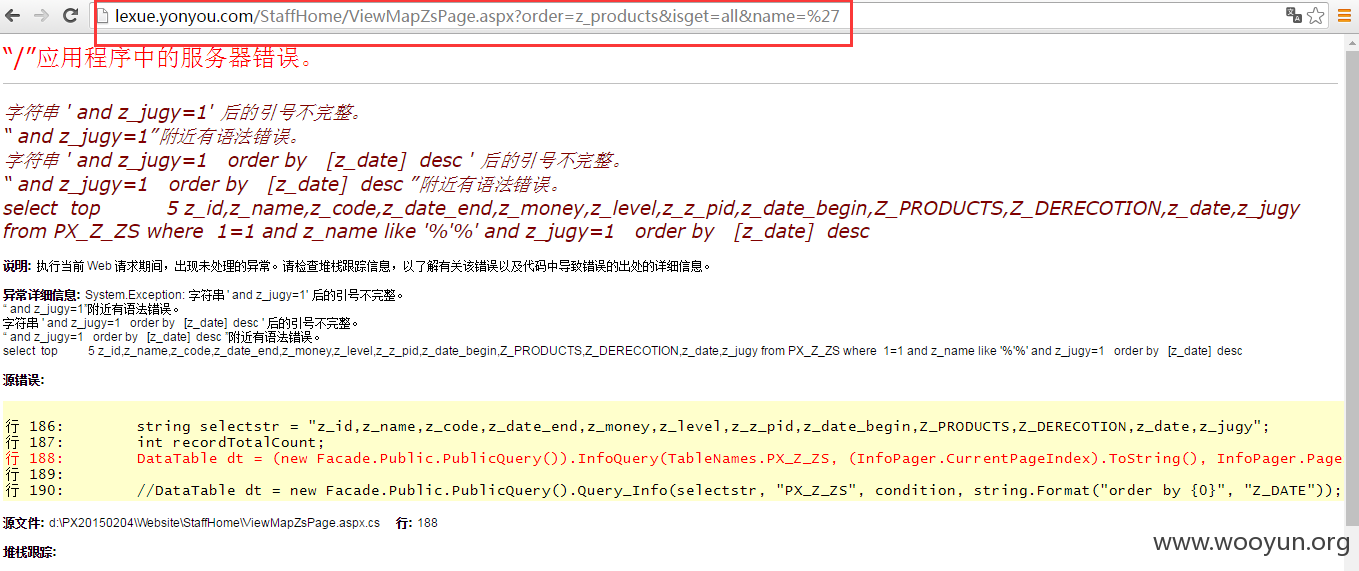 lexue.yonyou.com/StaffHome/ViewMapZsPage.aspx?order=z_products&isget=all&name=%27
“/”应用程序中的服务器错误。
字符串 ' and z_jugy=1' 后的引号不完整。
“ and z_jugy=1”附近有语法错误。
字符串 ' and z_jugy=1   order by   [z_date]  desc ' 后的引号不完整。
“ and z_jugy=1   order by   [z_date]  desc ”附近有语法错误。
select  top          5 z_id,z_name,z_code,z_date_end,z_money,z_level,z_z_pid,z_date_begin,Z_PRODUCTS,Z_DERECOTION,z_date,z_jugy
from PX_Z_ZS where  1=1 and z_name like '%'%' and z_jugy=1   order by   [z_date]  desc
说明: 执行当前 Web 请求期间，出现未处理的异常。请检查堆栈跟踪信息，以了解有关该错误以及代码中导致错误的出处的详细信息。
异常详细信息: System.Exception: 字符串 ' and z_jugy=1' 后的引号不完整。
“ and z_jugy=1”附近有语法错误。
字符串 ' and z_jugy=1   order by   [z_date]  desc ' 后的引号不完整。
“ and z_jugy=1   order by   [z_date]  desc ”附近有语法错误。
select  top          5 z_id,z_name,z_code,z_date_end,z_money,z_level,z_z_pid,z_date_begin,Z_PRODUCTS,Z_DERECOTION,z_date,z_jugy from PX_Z_ZS where  1=1 and z_name like '%'%' and z_jugy=1   order by   [z_date]  desc
源错误:
行 186:        string selectstr = "z_id,z_name,z_code,z_date_end,z_money,z_level,z_z_pid,z_date_begin,Z_PRODUCTS,Z_DERECOTION,z_date,z_jugy";
行 187:        int recordTotalCount;
行 188:        DataTable dt = (new Facade.Public.PublicQuery()).InfoQuery(TableNames.PX_Z_ZS, (InfoPager.CurrentPageIndex).ToString(), InfoPager.Page
行 189:
行 190:        //DataTable dt = new Facade.Public.PublicQuery().Query_Info(selectstr, "PX_Z_ZS", condition, string.Format("order by {0}", "Z_DATE"));
源文件: d:\PX20150204\Website\StaffHome\ViewMapZsPage.aspx.cs    行: 188
堆栈跟踪:
www.wooyun.org